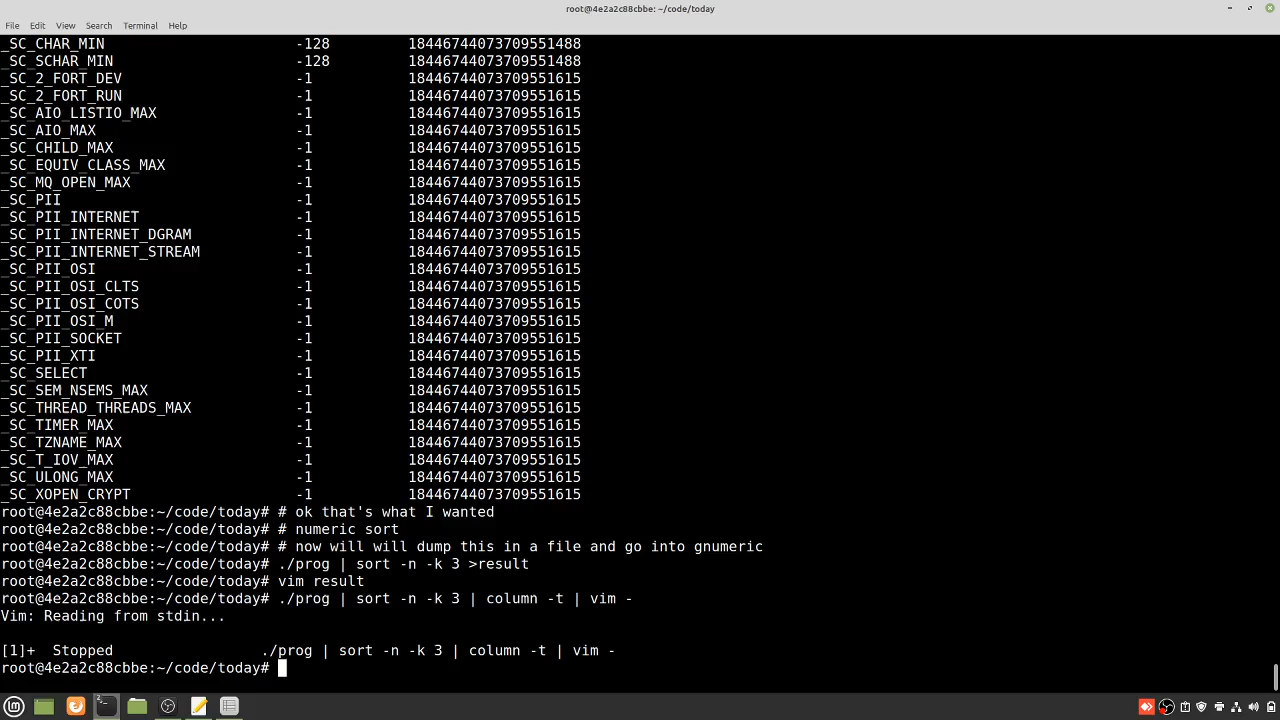 root@4e2a2c88cbbe: ~/code/today
File Edit View Search Terminal Help
_SC_CHAR_MIN -128 18446744073709551488
_SC_SCHAR_MIN -128 18446744073709551488
_SC_2_FORT_DEV -1 18446744073709551615
_SC_2_FORT_RUN -1 18446744073709551615
_SC_AIO_LISTIO_MAX -1 18446744073709551615
_SC_AIO_MAX -1 18446744073709551615
_SC_CHILD_MAX -1 18446744073709551615
_SC_EQUIV_CLASS_MAX -1 18446744073709551615
_SC_MQ_OPEN_MAX -1 18446744073709551615
_SC_PII -1 18446744073709551615
_SC_PII_INTERNET -1 18446744073709551615
_SC_PII_INTERNET_DGRAM -1 18446744073709551615
_SC_PII_INTERNET_STREAM -1 18446744073709551615
_SC_PII_OSI -1 18446744073709551615
_SC_PII_OSI_CLTS -1 18446744073709551615
_SC_PII_OSI_COTS -1 18446744073709551615
_SC_PII_OSI_M -1 18446744073709551615
_SC_PII_SOCKET -1 18446744073709551615
_SC_PII_XTI -1 18446744073709551615
_SC_SELECT -1 18446744073709551615
_SC_SEM_NSEMS_MAX -1 18446744073709551615
_SC_THREAD_THREADS_MAX -1 18446744073709551615
_SC_TIMER_MAX -1 18446744073709551615
_SC_TZNAME_MAX -1 18446744073709551615
_SC_T_IOV_MAX -1 18446744073709551615
_SC_ULONG_MAX -1 18446744073709551615
_SC_XOPEN_CRYPT -1 18446744073709551615
root@4e2a2c88cbbe:~/code/today# # ok that's what I wanted
root@4e2a2c88cbbe:~/code/today# # numeric sort
root@4e2a2c88cbbe:~/code/today# # now will will dump this in a file and go into gnumeric
root@4e2a2c88cbbe:~/code/today# ./prog | sort -n -k 3 >result
root@4e2a2c88cbbe:~/code/today# vim result
root@4e2a2c88cbbe:~/code/today# ./prog | sort -n -k 3 | column -t | vim -
Vim: Reading from stdin...
[1]+ Stopped ./prog | sort -n -k 3 | column -t | vim -
root@4e2a2c88cbbe:~/code/today#